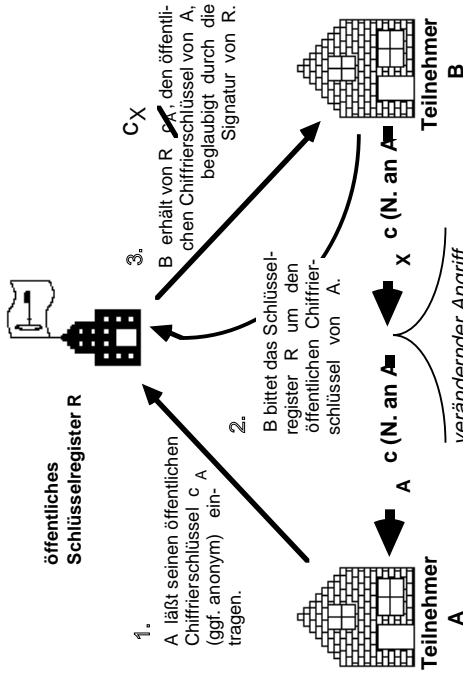 öffentliches
Schlüsselregister R
1.
A läßt seinen öffentlichen
Chiffrierschlüssel c A
(ggf. anonym) ein-
tragen.
2.
B bittet das Schlüssel-
register R um den
öffentlichen Chiffrier-
schlüssel von A.
3.
c X
B erhält von R c A, den öffentli-
chen Chiffrierschlüssel von A,
beglaubigt durch die
Signatur von R.
Teilnehmer
A
A c (N. an A
X c (N. an A
Teilnehmer
B
verändernder Angriff